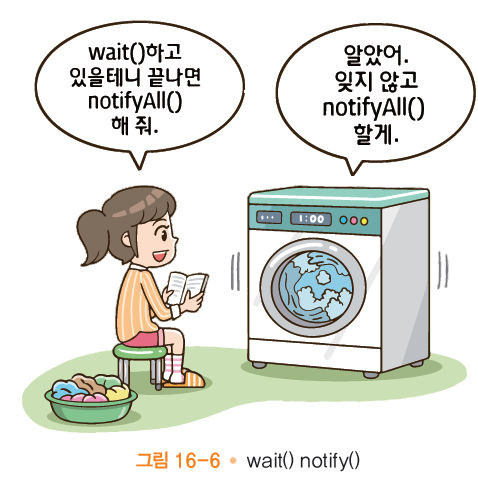 wait()하고
있을테니 끝나면
notifyAll()
해 줘.
알았어.
잊지 않고
notifyAll()
할게.
1:00
그림 16-6 • wait() notify()